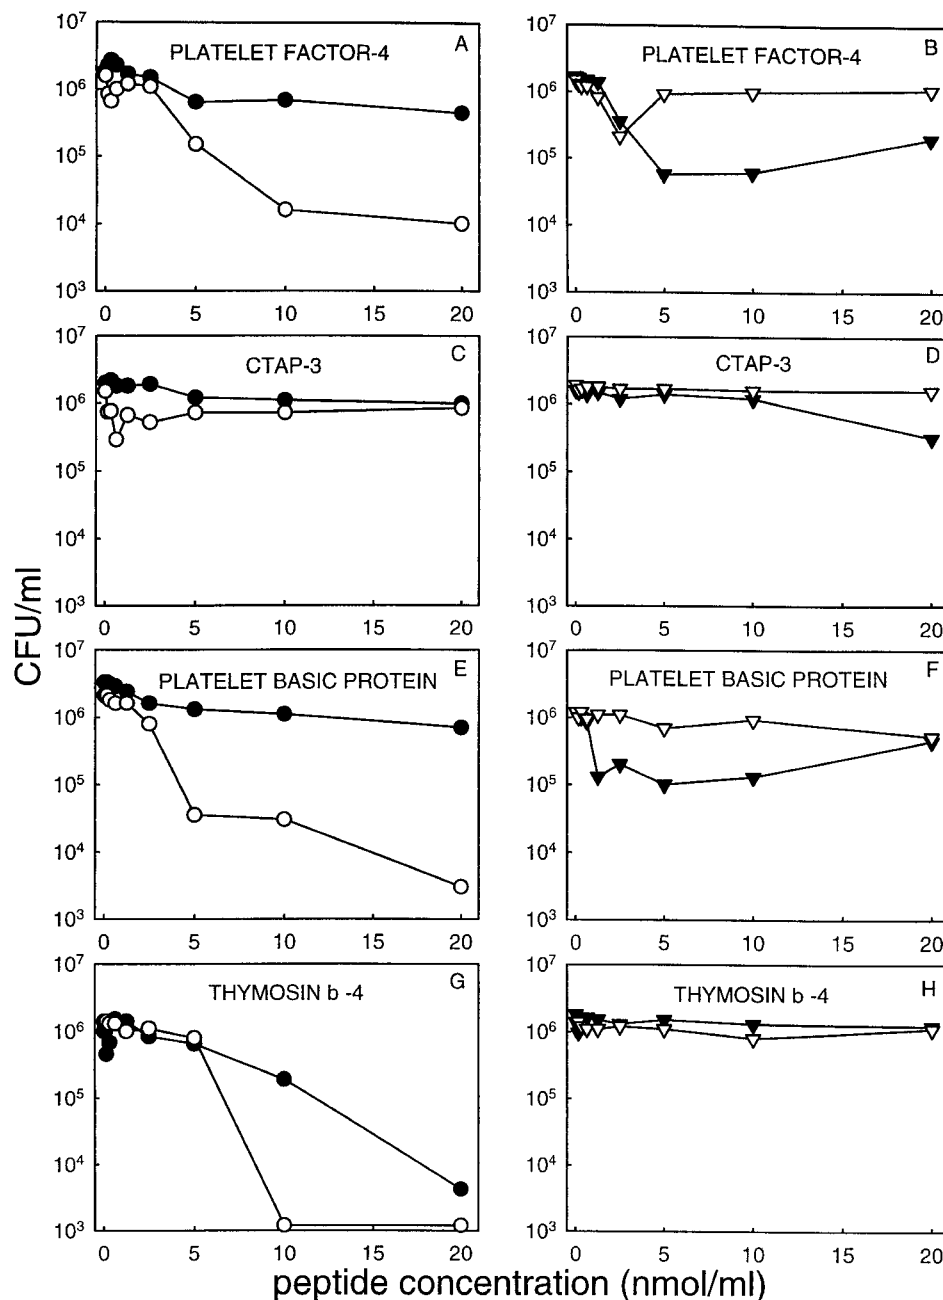 CFU/ml
10⁷
10⁶
10⁵
10⁴
10³
PLATELET FACTOR-4
A
0 5 10 15 20
10⁷
10⁶
10⁵
10⁴
10³
PLATELET FACTOR-4
B
0 5 10 15 20
10⁷
10⁶
10⁵
10⁴
10³
CTAP-3
C
0 5 10 15 20
10⁷
10⁶
10⁵
10⁴
10³
CTAP-3
D
0 5 10 15 20
10⁷
10⁶
10⁵
10⁴
10³
PLATELET BASIC PROTEIN
E
0 5 10 15 20
10⁷
10⁶
10⁵
10⁴
10³
PLATELET BASIC PROTEIN
F
0 5 10 15 20
10⁷
10⁶
10⁵
10⁴
10³
THYMOSIN b -4
G
0 5 10 15 20
10⁷
10⁶
10⁵
10⁴
10³
THYMOSIN b -4
H
0 5 10 15 20
peptide concentration (nmol/ml)